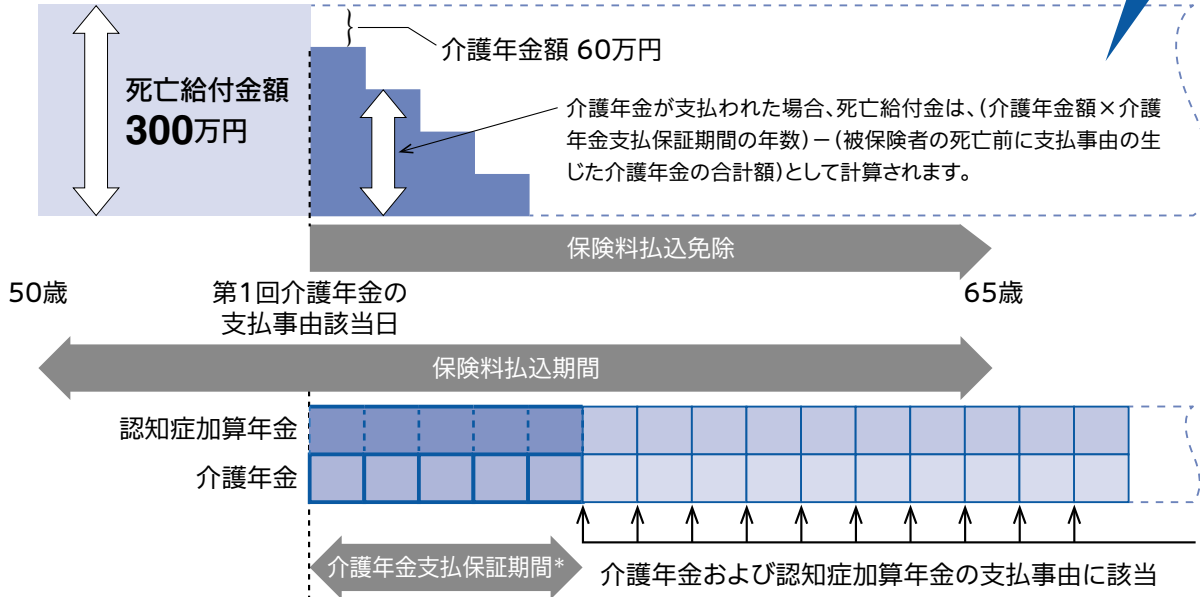 介護年金額 60万円
死亡給付金額
300万円
介護年金が支払われた場合、死亡給付金は、(介護年金額×介護
年金支払保証期間の年数)－(被保険者の死亡前に支払事由の生
じた介護年金の合計額)として計算されます。
保険料払込免除
50歳
第1回介護年金の
支払事由該当日
65歳
保険料払込期間
認知症加算年金
介護年金
介護年金支払保証期間*
介護年金および認知症加算年金の支払事由に該当